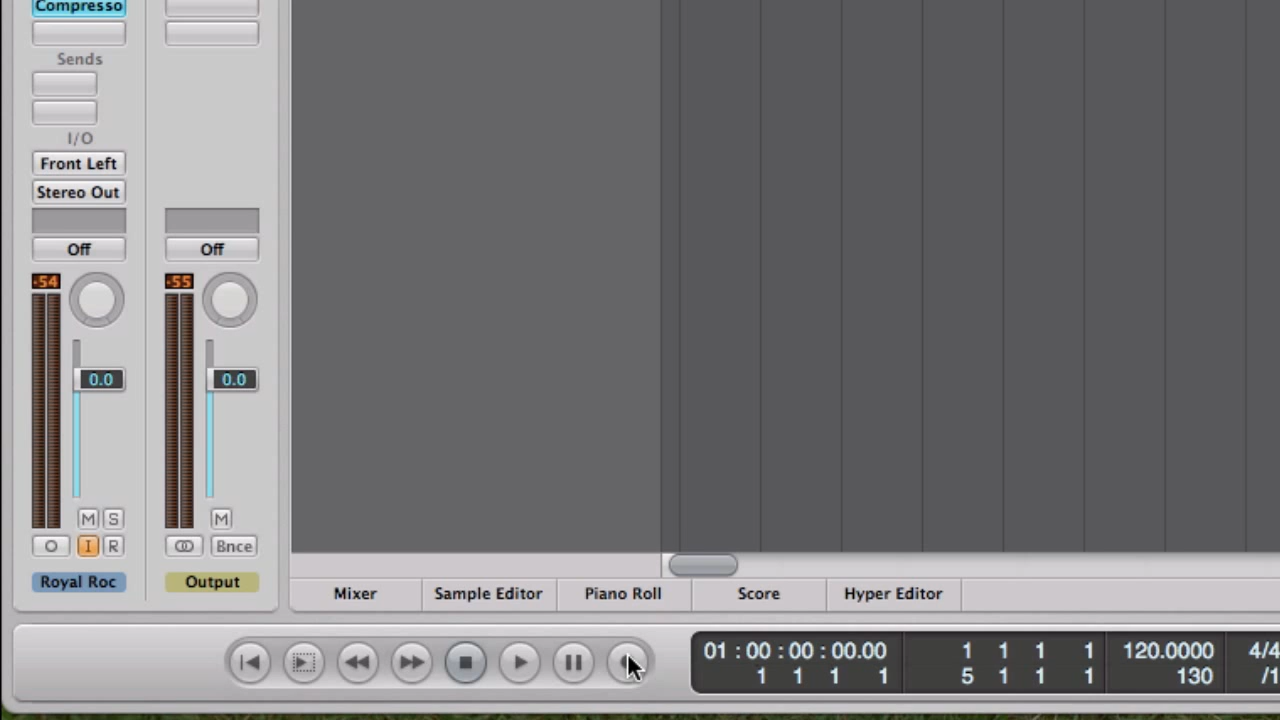 Compresso
Sends
I/O
Front Left
Stereo Out
Off
Off
-54
-55
0.0
0.0
M S
M
O I R
Bnce
Royal Roc
Output
Mixer
Sample Editor
Piano Roll
Score
Hyper Editor
01 : 00 : 00 : 00.00
1 1 1 1
1 1 1 1
5 1 1 1
120.0000
130
4/4
/1